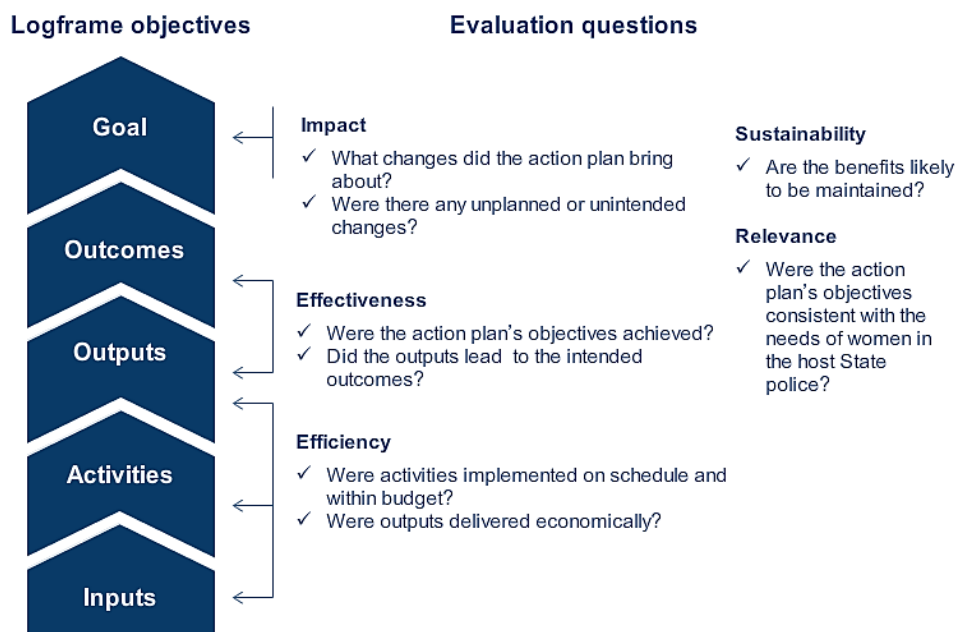 Logframe objectives
Evaluation questions
Goal
Outcomes
Outputs
Activities
Inputs
Impact
✓ What changes did the action plan bring
about?
✓ Were there any unplanned or unintended
changes?
Effectiveness
✓ Were the action plan’s objectives achieved?
✓ Did the outputs lead to the intended
outcomes?
Efficiency
✓ Were activities implemented on schedule and
within budget?
✓ Were outputs delivered economically?
Sustainability
✓ Are the benefits likely
to be maintained?
Relevance
✓ Were the action
plan’s objectives
consistent with the
needs of women in
the host State
police?